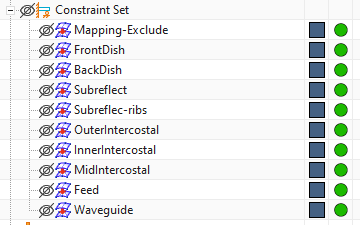 Constraint Set
Mapping-Exclude
FrontDish
BackDish
Subreflect
Subreflec-ribs
OuterIntercostal
InnerIntercostal
MidIntercostal
Feed
Waveguide